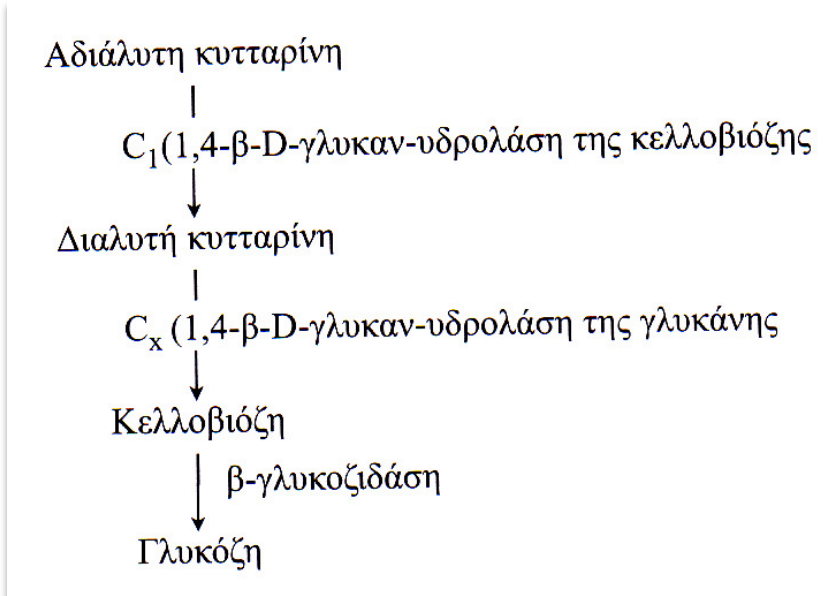 Αδιάλυτη κυτταρίνη
C₁(1,4-β-D-γλυκαν-υδρολάση της κελλοβιόζης
Διαλυτή κυτταρίνη
Cₓ (1,4-β-D-γλυκαν-υδρολάση της γλυκάνης
Κελλοβιόζη
β-γλυκοζιδάση
Γλυκόζη